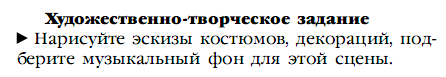 Художественно-творческое задание
► Нарисуйте эскизы костюмов, декораций, под-
берите музыкальный фон для этой сцены.